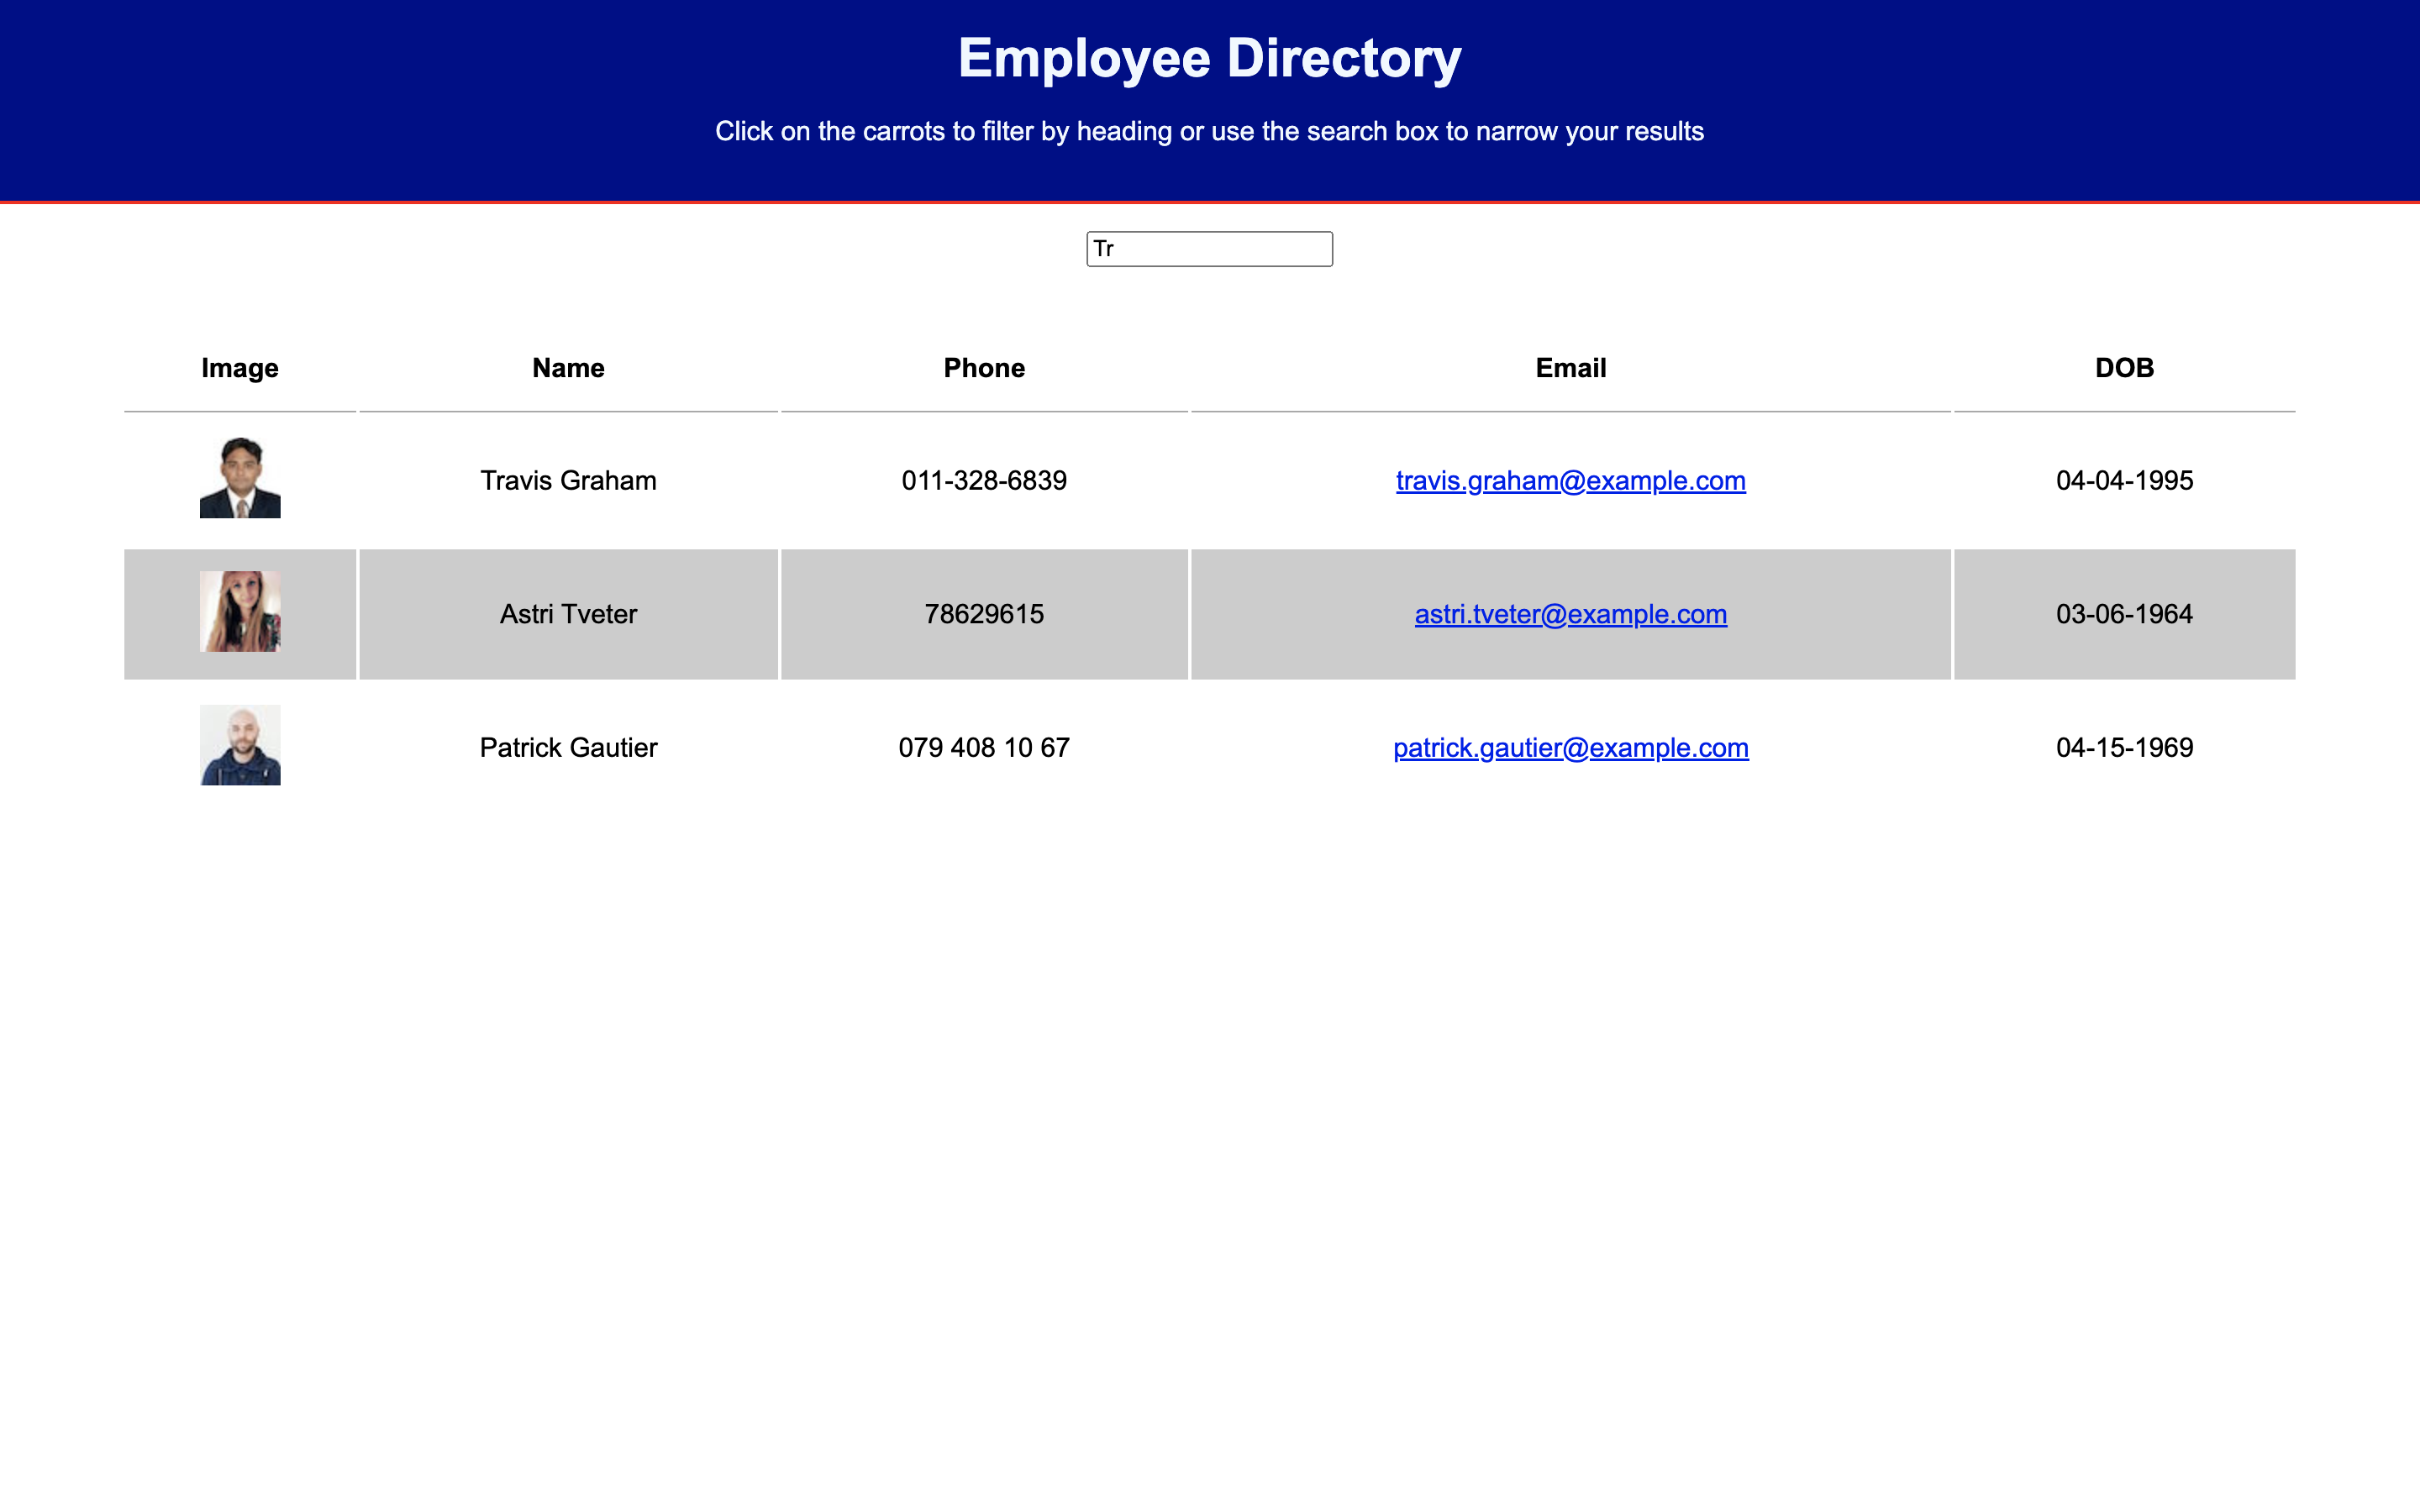 Employee Directory
Click on the carrots to filter by heading or use the search box to narrow your results
Tr
Image Name Phone Email DOB
Travis Graham 011-328-6839 travis.graham@example.com 04-04-1995
Astri Tveter 78629615 astri.tveter@example.com 03-06-1964
Patrick Gautier 079 408 10 67 patrick.gautier@example.com 04-15-1969